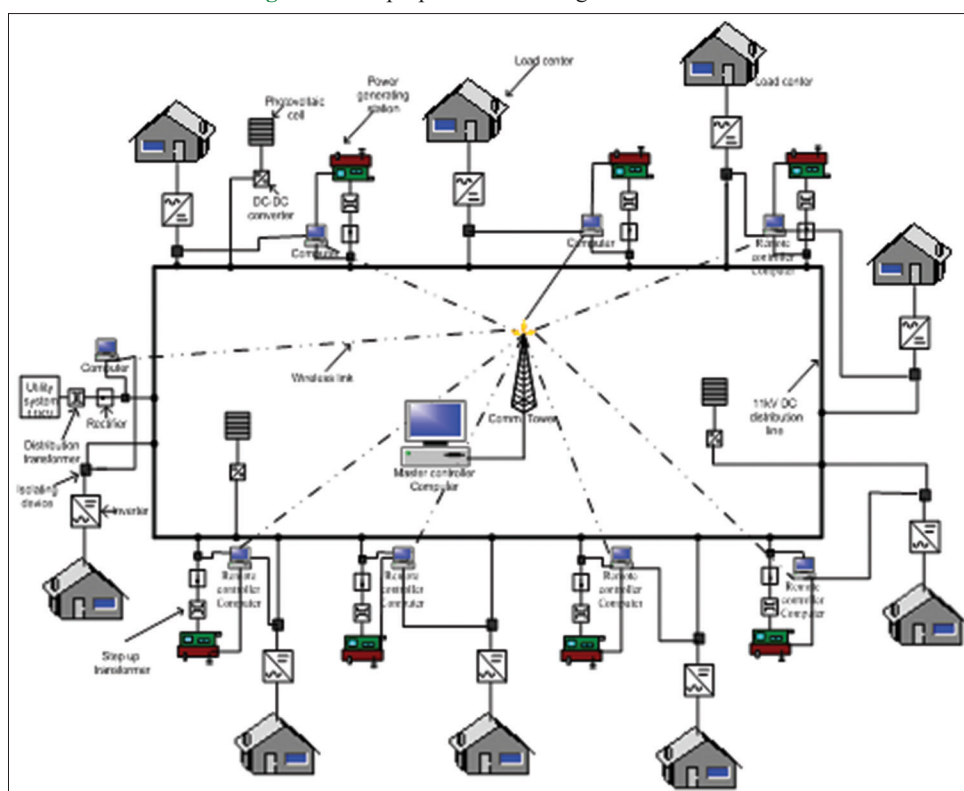 Load center
Power
generating
station
Photovoltaic
cell
Load center
DC-DC
converter
Computer
Computer
Remote
controller
Computer
Computer
Wireless link
Utility
system
Rectifier
Comm. Tower
11kV DC
distribution
line
Distribution
transformer
Master controller
Computer
Isolating
device
Inverter
Remote
controller
Computer
Remote
controller
Computer
Remote
controller
Computer
Remote
controller
Computer
Step up
transformer